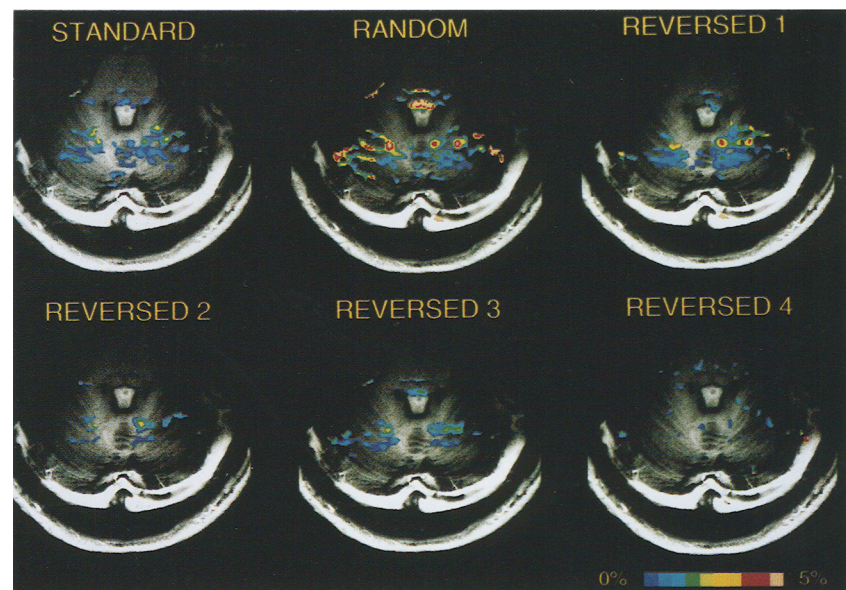 STANDARD
RANDOM
REVERSED 1
REVERSED 2
REVERSED 3
REVERSED 4
0%
5%